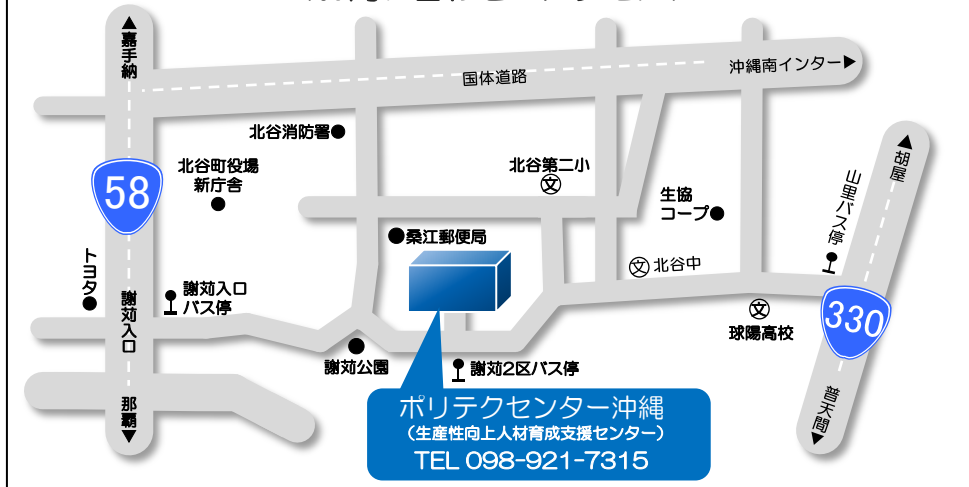 嘉手納
国体道路
沖縄南インター
北谷消防署
北谷町役場
新庁舎
58
北谷第二小
文
生協
コープ
胡屋
山里バス停
桑江郵便局
文
北谷中
トヨタ
謝苅入口
謝苅入口
バス停
文
球陽高校
330
謝苅公園
謝苅2区バス停
那覇
普天間
ポリテクセンター沖縄
(生産性向上人材育成支援センター)
TEL 098-921-7315